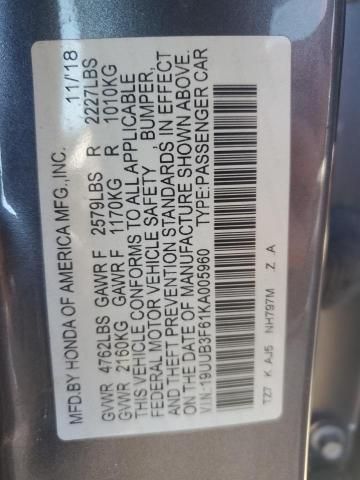 MFD.BY HONDA OF AMERICA MFG.,INC. 11/'18
GVWR 4762LBS GAWR F 2579LBS R 2227LBS
GVWR 2160KG GAWR F 1170KG R 1010KG
THIS VEHICLE CONFORMS TO ALL APPLICABLE
FEDERAL MOTOR VEHICLE SAFETY BUMPER,
AND THEFT PREVENTION STANDARDS IN EFFECT
ON THE DATE OF MANUFACTURE SHOWN ABOVE.
V.I.N.-19UUB3F61KA005960 TYPE:PASSENGER CAR
TZ7 K AJ5 NH797M Z A